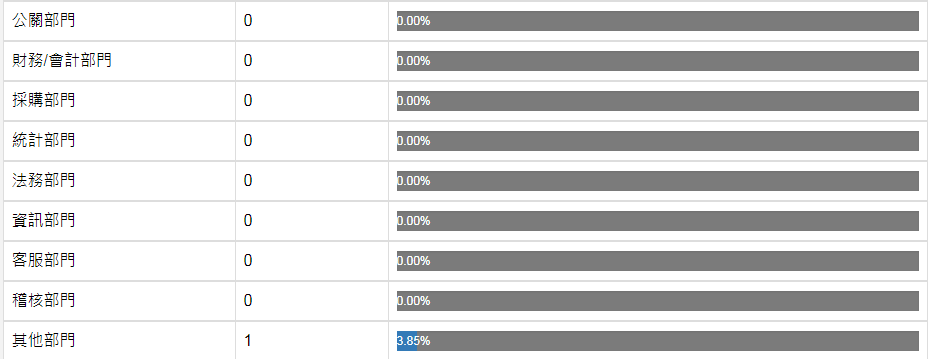 公關部門 0 0.00%
財務/會計部門 0 0.00%
採購部門 0 0.00%
統計部門 0 0.00%
法務部門 0 0.00%
資訊部門 0 0.00%
客服部門 0 0.00%
稽核部門 0 0.00%
其他部門 1 3.85%